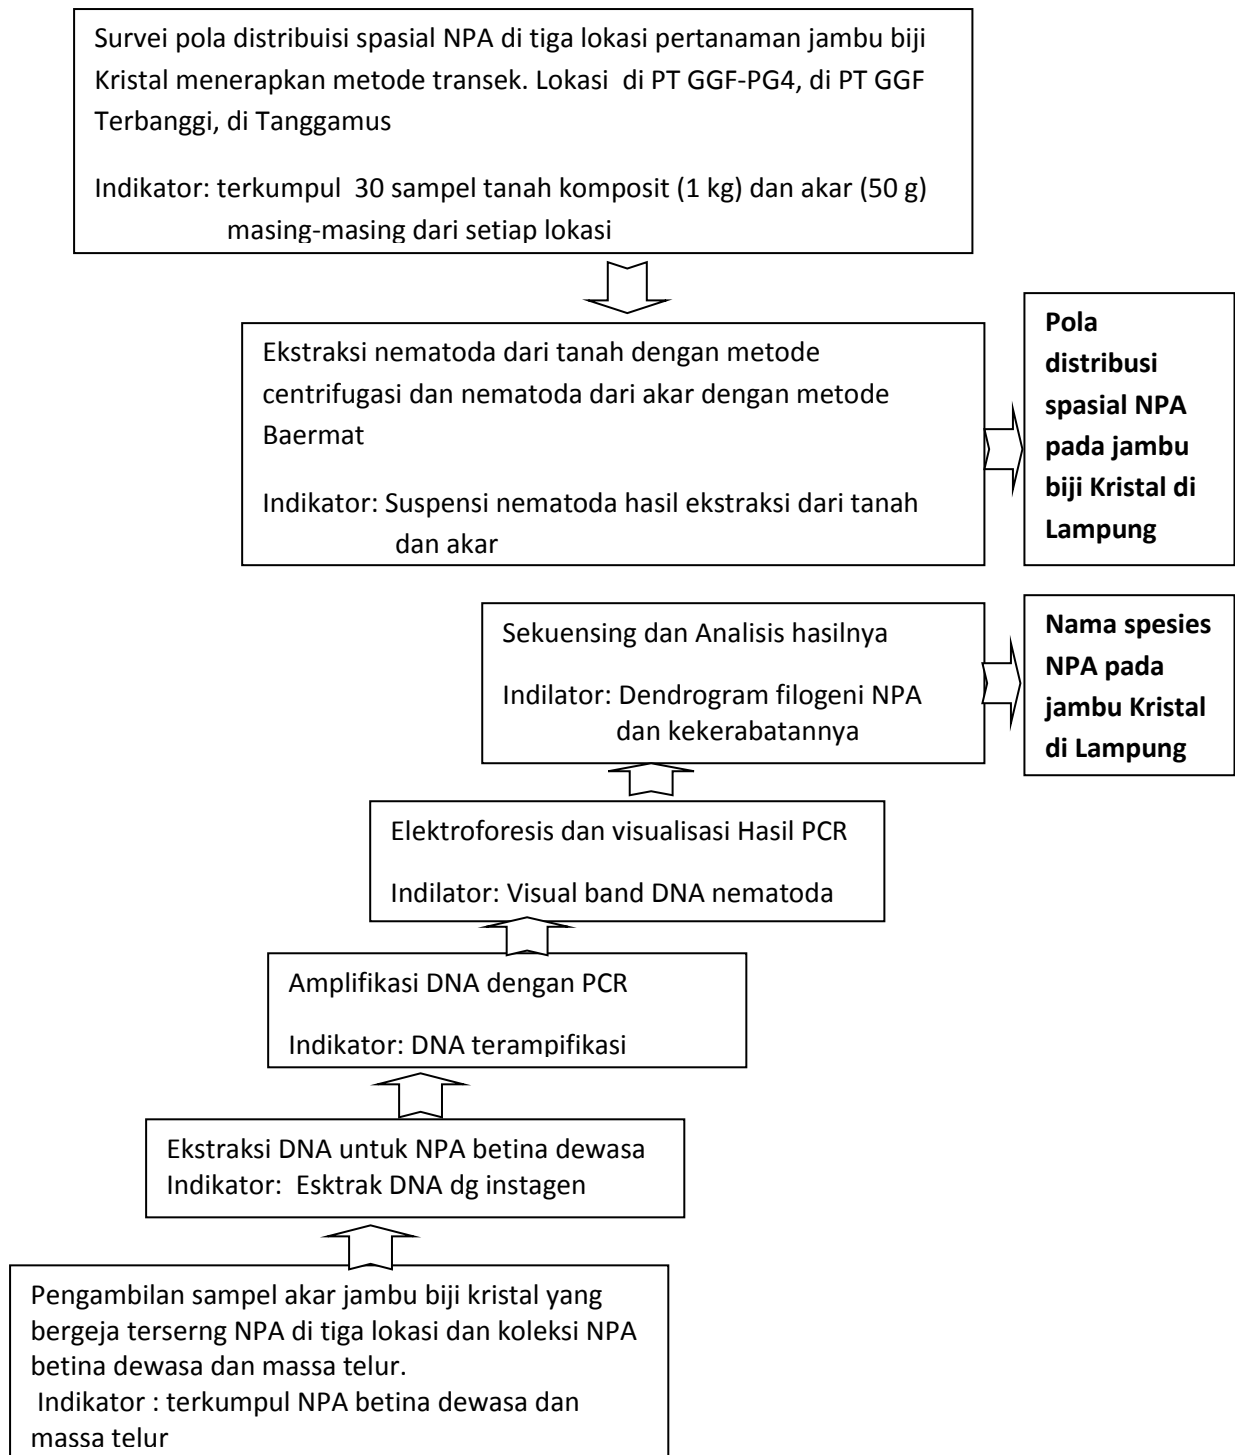 Survei pola distribuisi spasial NPA di tiga lokasi pertanaman jambu biji
Kristal menerapkan metode transek. Lokasi  di PT GGF-PG4, di PT GGF
Terbanggi, di Tanggamus
Indikator: terkumpul  30 sampel tanah komposit (1 kg) dan akar (50 g)
masing-masing dari setiap lokasi
Ekstraksi nematoda dari tanah dengan metode
centrifugasi dan nematoda dari akar dengan metode
Baermat
Indikator: Suspensi nematoda hasil ekstraksi dari tanah
dan akar
Pola
distribusi
spasial NPA
pada jambu
biji Kristal di
Lampung
Sekuensing dan Analisis hasilnya
Indilator: Dendrogram filogeni NPA
dan kekerabatannya
Nama spesies
NPA pada
jambu Kristal
di Lampung
Elektroforesis dan visualisasi Hasil PCR
Indilator: Visual band DNA nematoda
Amplifikasi DNA dengan PCR
Indikator: DNA terampifikasi
Ekstraksi DNA untuk NPA betina dewasa
Indikator:  Esktrak DNA dg instagen
Pengambilan sampel akar jambu biji kristal yang
bergeja terserng NPA di tiga lokasi dan koleksi NPA
betina dewasa dan massa telur.
Indikator : terkumpul NPA betina dewasa dan
massa telur